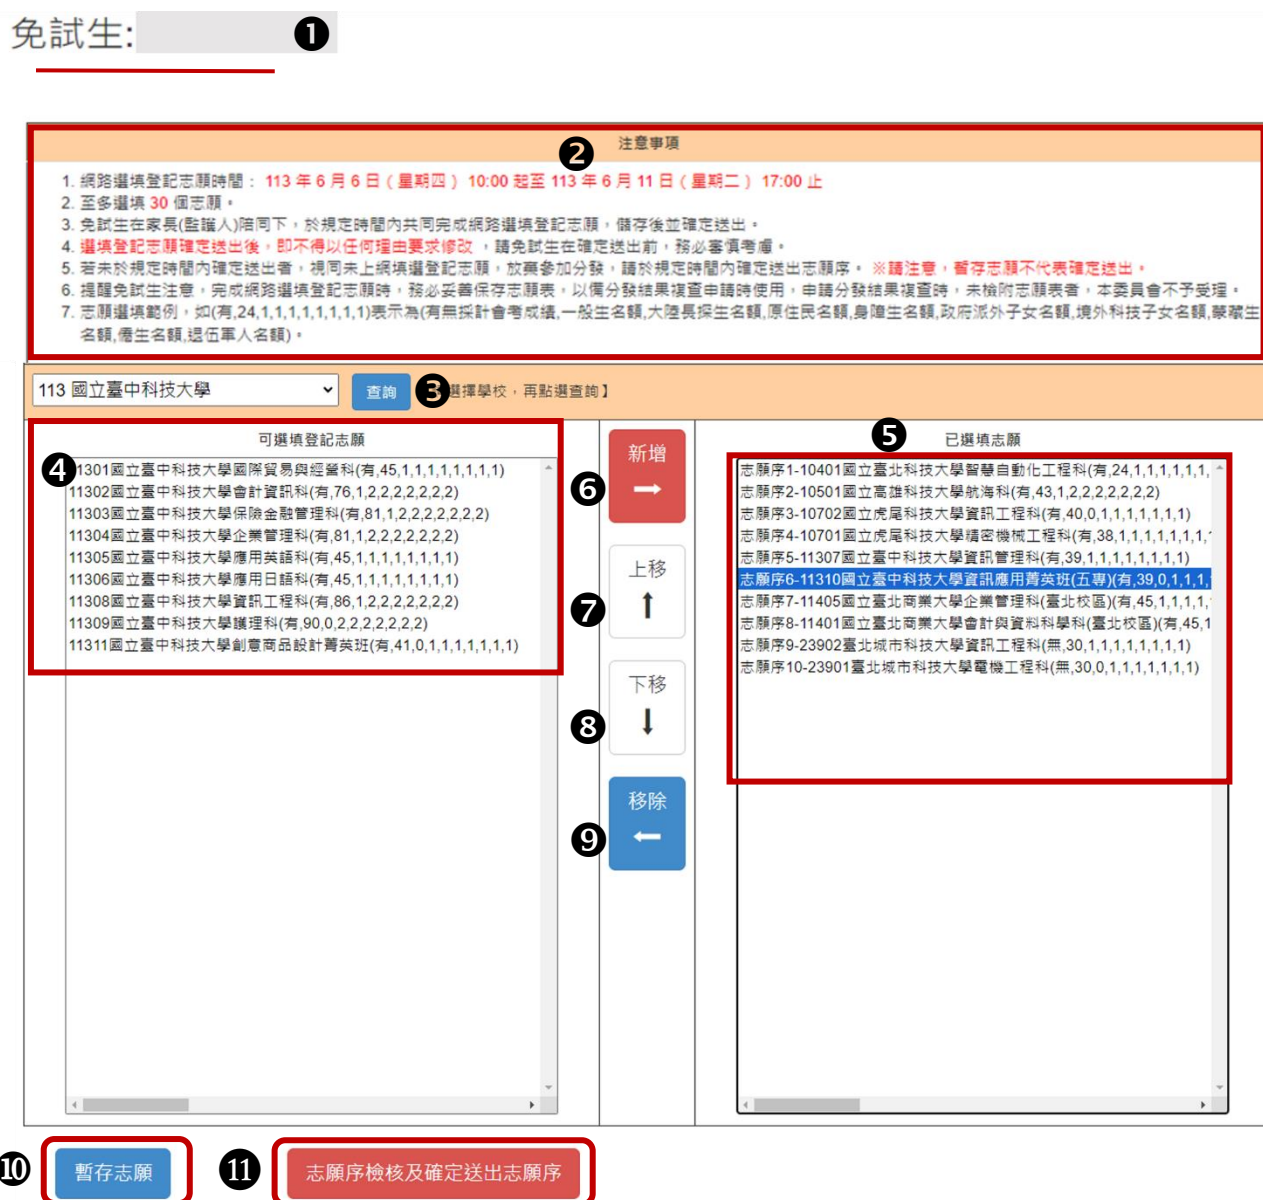 免試生:
❶
❷
注意事項
1. 網路選填登記志願時間： 113 年 6 月 6 日（星期四） 10:00 起至 113 年 6 月 11 日（星期二） 17:00 止
2. 至多選填 30 個志願。
3. 免試生在家長(監護人)陪同下，於規定時間內共同完成網路選填登記志願，儲存後並確定送出。
4. 選填登記志願確定送出後，即不得以任何理由要求修改 ，請免試生在確定送出前，務必審慎考慮。
5. 若未於規定時間內確定送出者，視同未上網填選登記志願，放棄參加分發，請於規定時間內確定送出志願序。 ※請注意，暫存志願不代表確定送出。
6. 提醒免試生注意，完成網路選填登記志願時，務必妥善保存志願表，以備分發結果複查申請時使用，申請分發結果複查時，未檢附志願表者，本委員會不予受理。
7. 志願選填範例，如(有,24,1,1,1,1,1,1,1,1,1)表示為(有無採計會考成績,一般生名額,大陸長探生名額,原住民名額,身障生名額,政府派外子女名額,境外科技子女名額,蒙藏生
名額,僑生名額,退伍軍人名額)。
113 國立臺中科技大學
查詢
❸
選擇學校，再點選查詢】
可選填登記志願
❹
1301國立臺中科技大學國際貿易與經營科(有,45,1,1,1,1,1,1,1,1)
11302國立臺中科技大學會計資訊科(有,76,1,2,2,2,2,2,2,2)
11303國立臺中科技大學保險金融管理科(有,81,1,2,2,2,2,2,2,2)
11304國立臺中科技大學企業管理科(有,81,1,2,2,2,2,2,2,2)
11305國立臺中科技大學應用英語科(有,45,1,1,1,1,1,1,1,1)
11306國立臺中科技大學應用日語科(有,45,1,1,1,1,1,1,1,1)
11308國立臺中科技大學資訊工程科(有,86,1,2,2,2,2,2,2,2)
11309國立臺中科技大學護理科(有,90,0,2,2,2,2,2,2,2)
11311國立臺中科技大學創意商品設計菁英班(有,41,0,1,1,1,1,1,1,1)
新增
❻
上移
❼
下移
❽
移除
❾
❺
已選填志願
志願序1-10401國立臺北科技大學智慧自動化工程科(有,24,1,1,1,1,1,1,
志願序2-10501國立高雄科技大學航海科(有,43,1,2,2,2,2,2,2,2)
志願序3-10702國立虎尾科技大學資訊工程科(有,40,0,1,1,1,1,1,1,1)
志願序4-10701國立虎尾科技大學精密機械工程科(有,38,1,1,1,1,1,1,1,
志願序5-11307國立臺中科技大學資訊管理科(有,39,1,1,1,1,1,1,1,1)
志願序6-11310國立臺中科技大學資訊應用菁英班(五專)(有,39,0,1,1,1,
志願序7-11405國立臺北商業大學企業管理科(臺北校區)(有,45,1,1,1,1,
志願序8-11401國立臺北商業大學會計與資料科學科(臺北校區)(有,45,1
志願序9-23902臺北城市科技大學資訊工程科(無,30,1,1,1,1,1,1,1,1)
志願序10-23901臺北城市科技大學電機工程科(無,30,0,1,1,1,1,1,1,1)
❿
暫存志願
⓫
志願序檢核及確定送出志願序